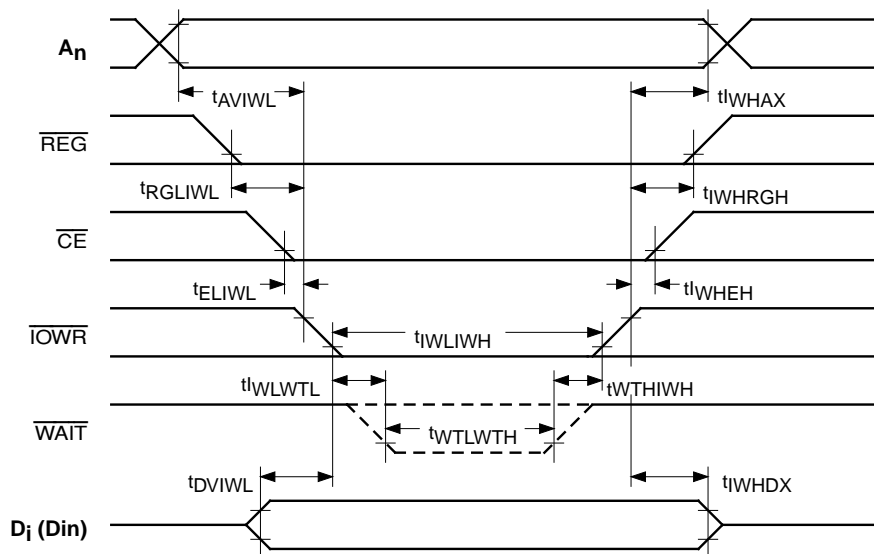 An
tAVIWL
tIWHAX
REG
tRGLIWL
tIWHRGH
CE
tELIWL
tIWHEH
IOWR
tIWLIWH
tIWLWTL
tWTHIWH
WAIT
tWTLWTH
tDVIWL
tIWHDX
Di (Din)